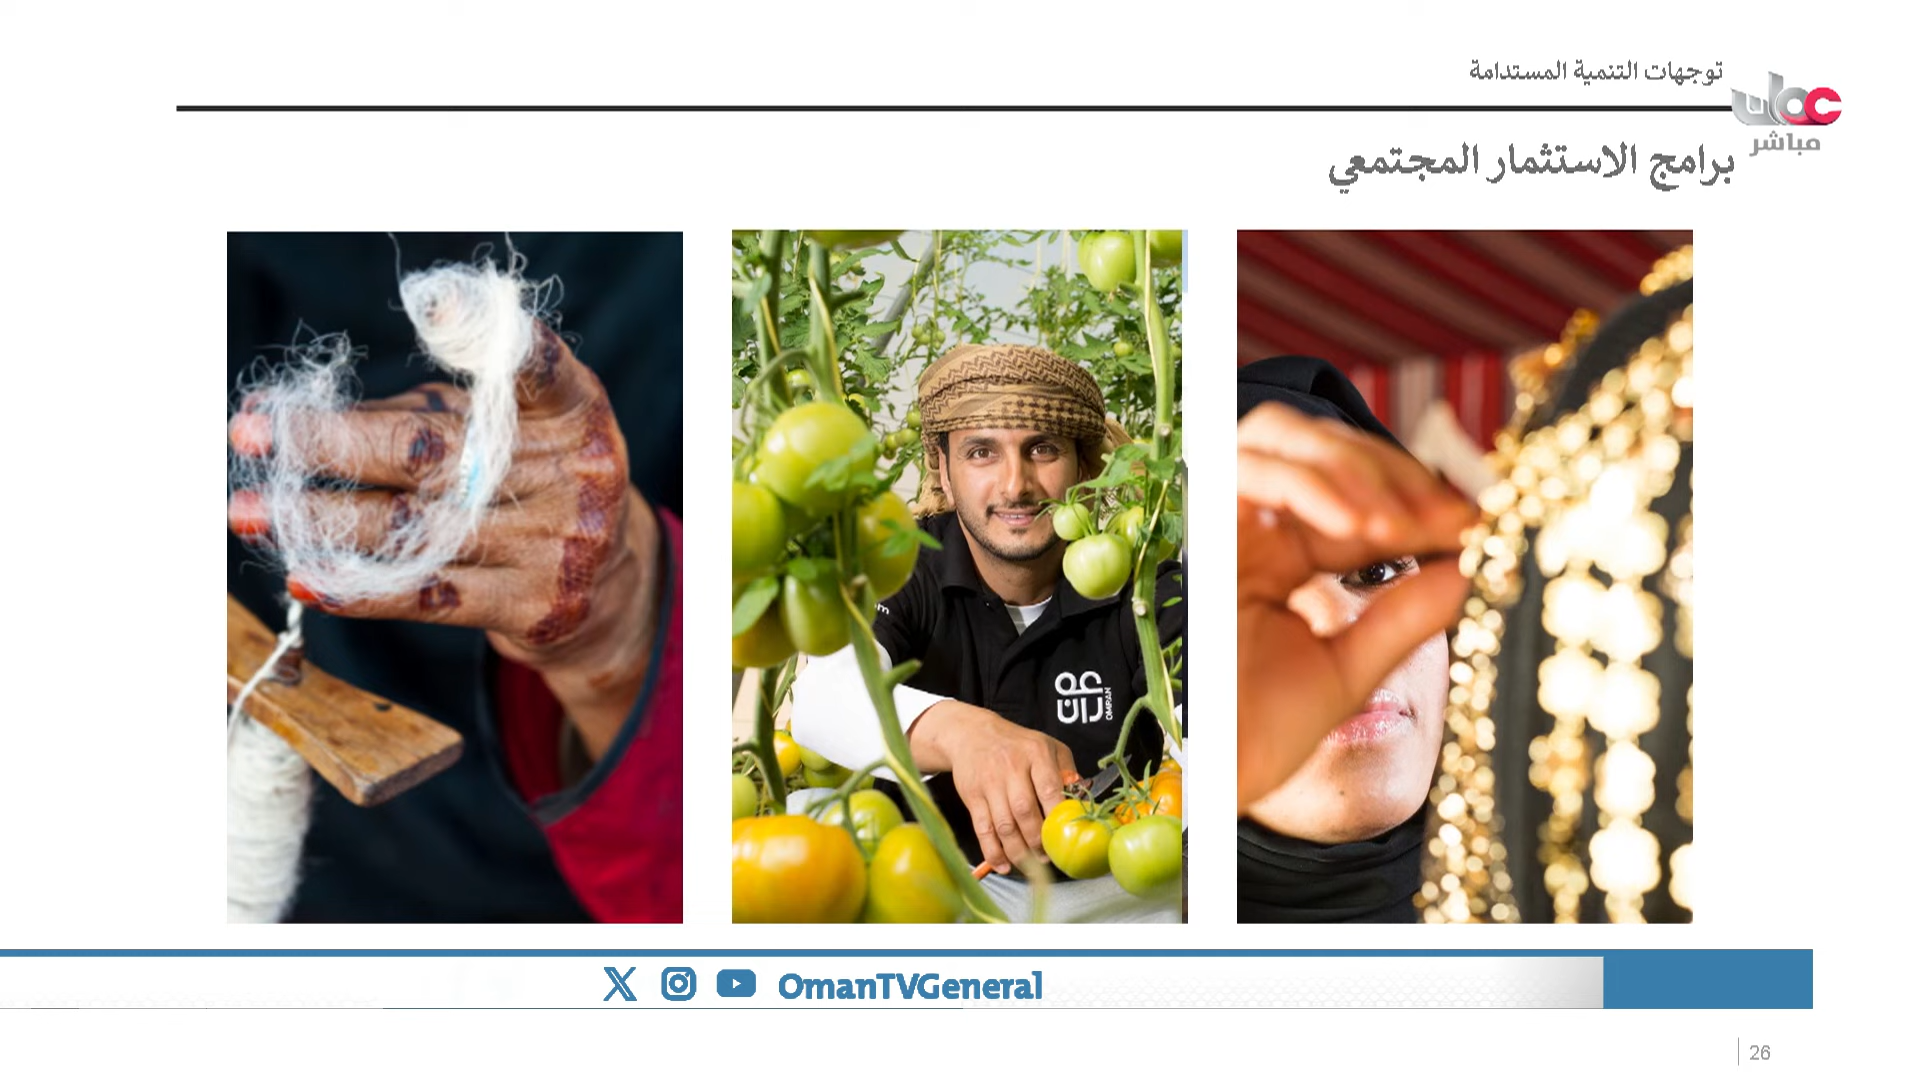 توجهات التنمية المستدامة
عمان
مباشر
برامج الاستثمار المجتمعي
عمران
OMRAN
OmanTVGeneral
26